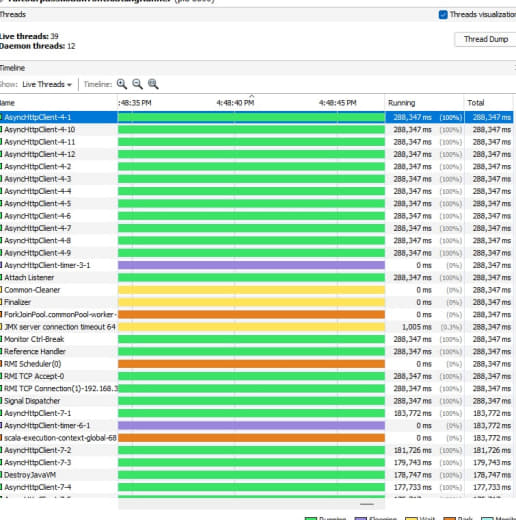 Threads
Threads visualization
Live threads: 39
Daemon threads: 12
Thread Dump
Timeline
Show: Live Threads Timeline:
Name :48:35 PM 4:48:40 PM 4:48:45 PM Running Total
AsyncHttpClient-4-1 288,347 ms (100%) 288,347 ms
AsyncHttpClient-4-10 288,347 ms (100%) 288,347 ms
AsyncHttpClient-4-11 288,347 ms (100%) 288,347 ms
AsyncHttpClient-4-12 288,347 ms (100%) 288,347 ms
AsyncHttpClient-4-2 288,347 ms (100%) 288,347 ms
AsyncHttpClient-4-3 288,347 ms (100%) 288,347 ms
AsyncHttpClient-4-4 288,347 ms (100%) 288,347 ms
AsyncHttpClient-4-5 288,347 ms (100%) 288,347 ms
AsyncHttpClient-4-6 288,347 ms (100%) 288,347 ms
AsyncHttpClient-4-7 288,347 ms (100%) 288,347 ms
AsyncHttpClient-4-8 288,347 ms (100%) 288,347 ms
AsyncHttpClient-4-9 288,347 ms (100%) 288,347 ms
AsyncHttpClient-timer-3-1 0 ms (0%) 288,347 ms
Attach Listener 288,347 ms (100%) 288,347 ms
Common-Cleaner 0 ms (0%) 288,347 ms
Finalizer 0 ms (0%) 288,347 ms
ForkJoinPool.commonPool-worker- 0 ms (0%) 288,347 ms
JMX server connection timeout 64 1,005 ms (0.3%) 288,347 ms
Monitor Ctrl-Break 288,347 ms (100%) 288,347 ms
Reference Handler 288,347 ms (100%) 288,347 ms
RMI Scheduler(0) 0 ms (0%) 288,347 ms
RMI TCP Accept-0 288,347 ms (100%) 288,347 ms
RMI TCP Connection(1)-192.168.3 288,347 ms (100%) 288,347 ms
Signal Dispatcher 288,347 ms (100%) 288,347 ms
AsyncHttpClient-7-1 183,772 ms (100%) 183,772 ms
AsyncHttpClient-timer-6-1 0 ms (0%) 183,772 ms
scala-execution-context-global-68 0 ms (0%) 183,772 ms
AsyncHttpClient-7-2 181,726 ms (100%) 181,726 ms
AsyncHttpClient-7-3 179,743 ms (100%) 179,743 ms
DestroyJavaVM 178,747 ms (100%) 178,747 ms
AsyncHttpClient-7-4 177,733 ms (100%) 177,733 ms
Running Sleeping Wait Park